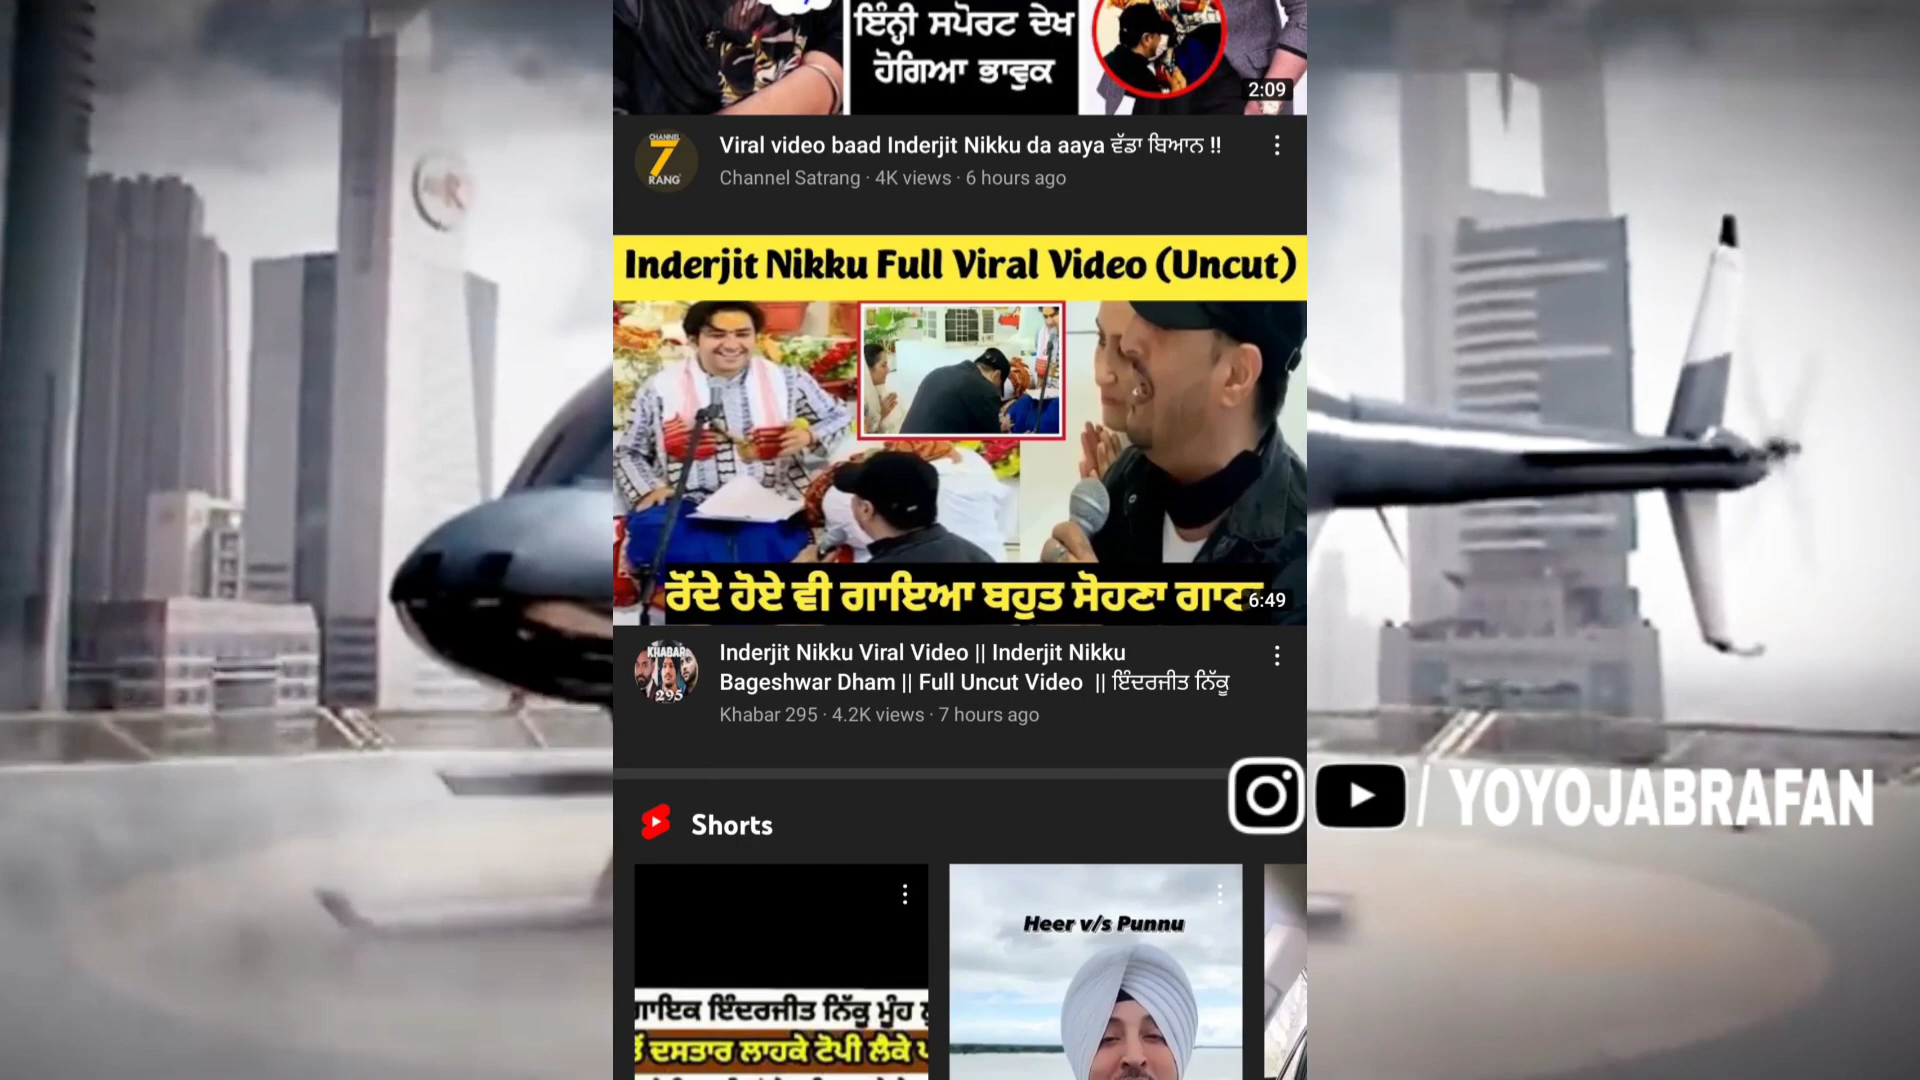 ਇੰਨ੍ਹੀ ਸਪੋਰਟ ਦੇਖ
ਹੋਗਿਆ ਭਾਵੁਕ
2:09
CHANNEL
7
RANG
Viral video baad Inderjit Nikku da aaya ਵੱਡਾ ਬਿਆਨ !!
Channel Satrang · 4K views · 6 hours ago
Inderjit Nikku Full Viral Video (Uncut)
ਰੋਂਦੇ ਹੋਏ ਵੀ ਗਾਇਆ ਬਹੁਤ ਸੋਹਣਾ
6:49
KHABAR
295
Inderjit Nikku Viral Video || Inderjit Nikku
Bageshwar Dham || Full Uncut Video || ਇੰਦਰਜੀਤ ਨਿੱਕੂ
Khabar 295 · 4.2K views · 7 hours ago
/ YOYOJABRAFAN
Shorts
Heer v/s Punnu
ਇੰਦਰਜੀਤ ਨਿੱਕੂ ਮੂੰਹ
ਦਸਤਾਰ ਲਾਹਕੇ ਟੋਪੀ ਲੈਕੇ